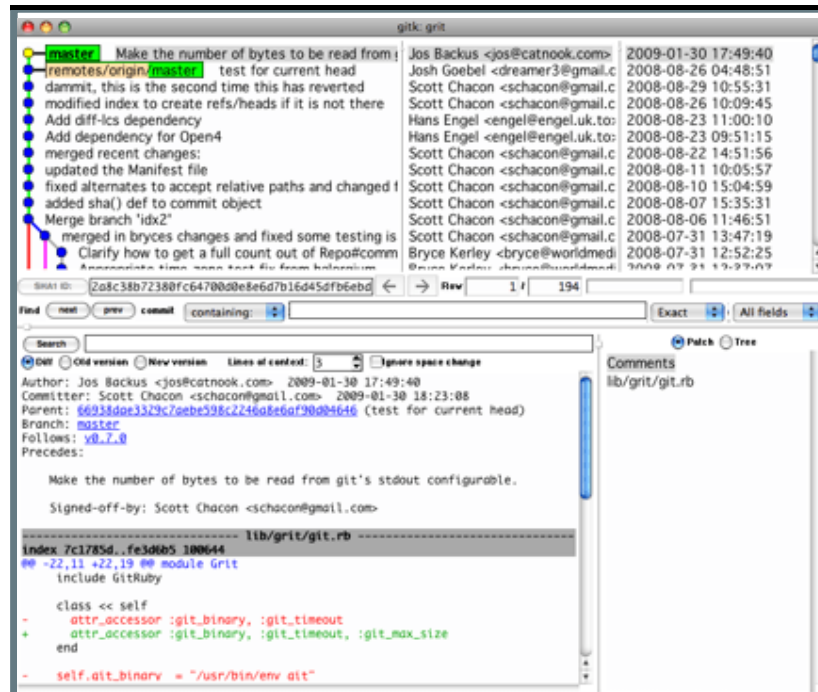 gitk: grit
master Make the number of bytes to be read from Jos Backus <jos@catnook.com> 2009-01-30 17:49:40
remotes/origin/master test for current head Josh Goebel <dreamer3@gmail.c 2008-08-26 04:48:51
dammit, this is the second time this has reverted Scott Chacon <schacon@gmail.c 2008-08-29 10:55:31
modified index to create refs/heads if it is not there Scott Chacon <schacon@gmail.c 2008-08-26 10:09:45
Add diff-lcs dependency Hans Engel <engel@engel.uk.to> 2008-08-23 11:00:10
Add dependency for Open4 Hans Engel <engel@engel.uk.to> 2008-08-23 09:51:15
merged recent changes: Scott Chacon <schacon@gmail.c 2008-08-22 14:51:56
updated the Manifest file Scott Chacon <schacon@gmail.c 2008-08-11 10:05:57
fixed alternates to accept relative paths and changed f Scott Chacon <schacon@gmail.c 2008-08-10 15:04:59
added sha() def to commit object Scott Chacon <schacon@gmail.c 2008-08-07 15:35:31
Merge branch 'idx2' Scott Chacon <schacon@gmail.c 2008-08-06 11:46:51
merged in bryces changes and fixed some testing is Scott Chacon <schacon@gmail.c 2008-07-31 13:47:19
Clarify how to get a full count out of Repo#comm Bryce Kerley <bryce@worldmedi 2008-07-31 12:52:25
Appropriate time-zone test fix from halorgium Bryce Kerley <bryce@worldmedi 2008-07-31 12:37:07
SHA1 ID: 2a8c38b72380fc64700d0e8e6d7b16d45dfb6ebd ← → Row 1 / 194
Find next prev commit containing: Exact All fields
Search
Patch Tree
Diff Old version New version Lines of context: 3 Ignore space change
Comments
lib/grit/git.rb
Author: Jos Backus <jos@catnook.com> 2009-01-30 17:49:40
Committer: Scott Chacon <schacon@gmail.com> 2009-01-30 18:23:08
Parent: 66938dae3329c7aebe598c2246a8e6af90d04646 (test for current head)
Branch: master
Follows: v0.7.0
Precedes:
Make the number of bytes to be read from git's stdout configurable.
Signed-off-by: Scott Chacon <schacon@gmail.com>
------------------------------- lib/grit/git.rb -------------------------------
index 7c1785d..fe3d6b5 100644
@@ -22,11 +22,19 @@ module Grit
include GitRuby
class << self
- attr_accessor :git_binary, :git_timeout
+ attr_accessor :git_binary, :git_timeout, :git_max_size
end
- self.git_binary = "/usr/bin/env git"